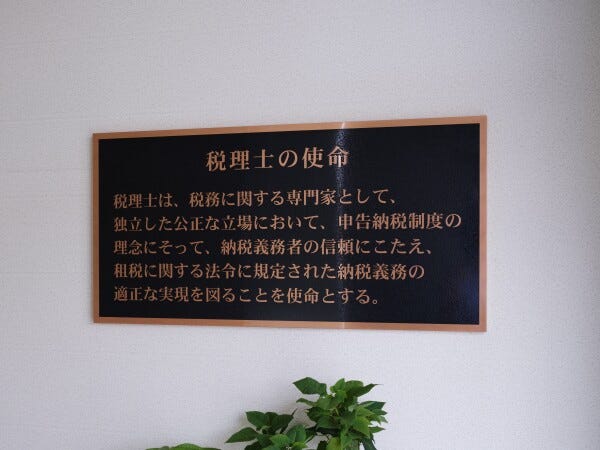 税理士の使命
税理士は、税務に関する専門家として、
独立した公正な立場において、申告納税制度の
理念にそって、納税義務者の信頼にこたえ、
租税に関する法令に規定された納税義務の
適正な実現を図ることを使命とする。